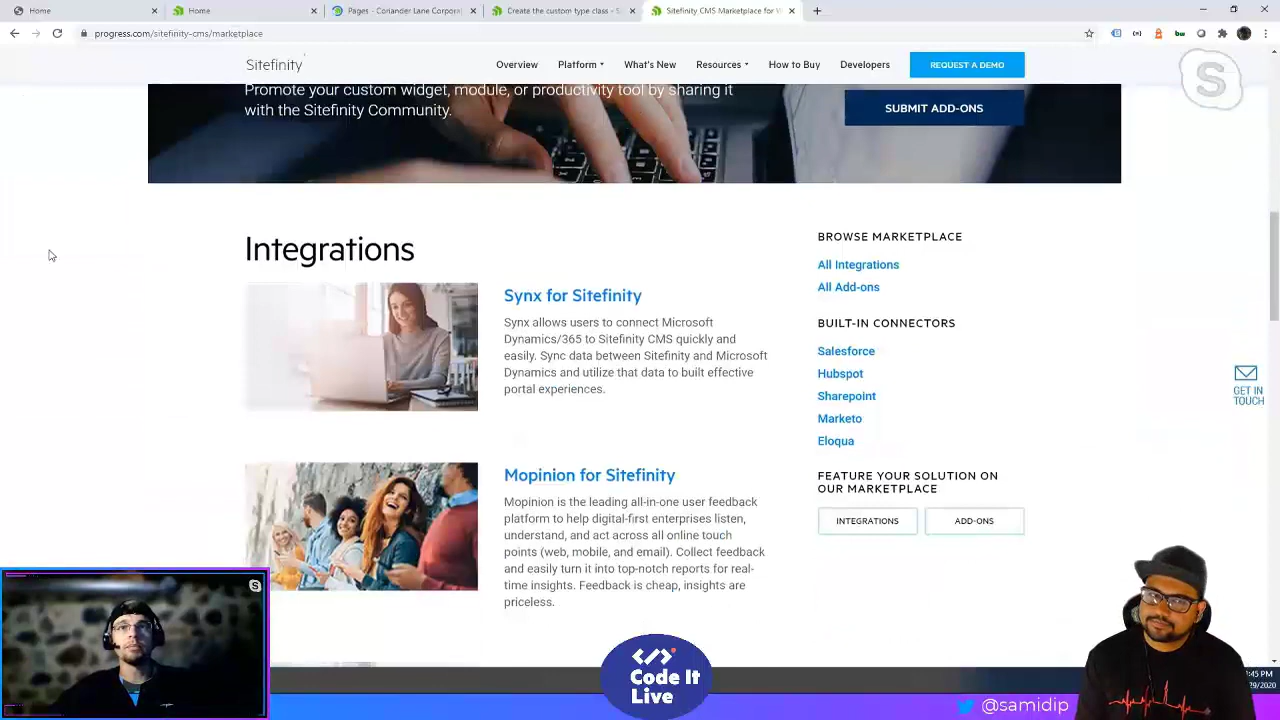 Home
Home
Pages - Coriander Lane Corpora
Create the custom type class - S
Sitefinity CMS Marketplace for W
progress.com/sitefinity-cms/marketplace
bw
Sitefinity
Overview
Platform
What's New
Resources
How to Buy
Developers
REQUEST A DEMO
Promote your custom widget, module, or productivity tool by sharing it
with the Sitefinity Community.
SUBMIT ADD-ONS
Integrations
Synx for Sitefinity
Synx allows users to connect Microsoft
Dynamics/365 to Sitefinity CMS quickly and
easily. Sync data between Sitefinity and Microsoft
Dynamics and utilize that data to built effective
portal experiences.
Mopinion for Sitefinity
Mopinion is the leading all-in-one user feedback
platform to help digital-first enterprises listen,
understand, and act across all online touch
points (web, mobile, and email). Collect feedback
and easily turn it into top-notch reports for real-
time insights. Feedback is cheap, insights are
priceless.
BROWSE MARKETPLACE
All Integrations
All Add-ons
BUILT-IN CONNECTORS
Salesforce
Hubspot
Sharepoint
Marketo
Eloqua
FEATURE YOUR SOLUTION ON
OUR MARKETPLACE
INTEGRATIONS
ADD-ONS
GET IN
TOUCH
Code It
Live
:45 PM
/29/2020
@samidip